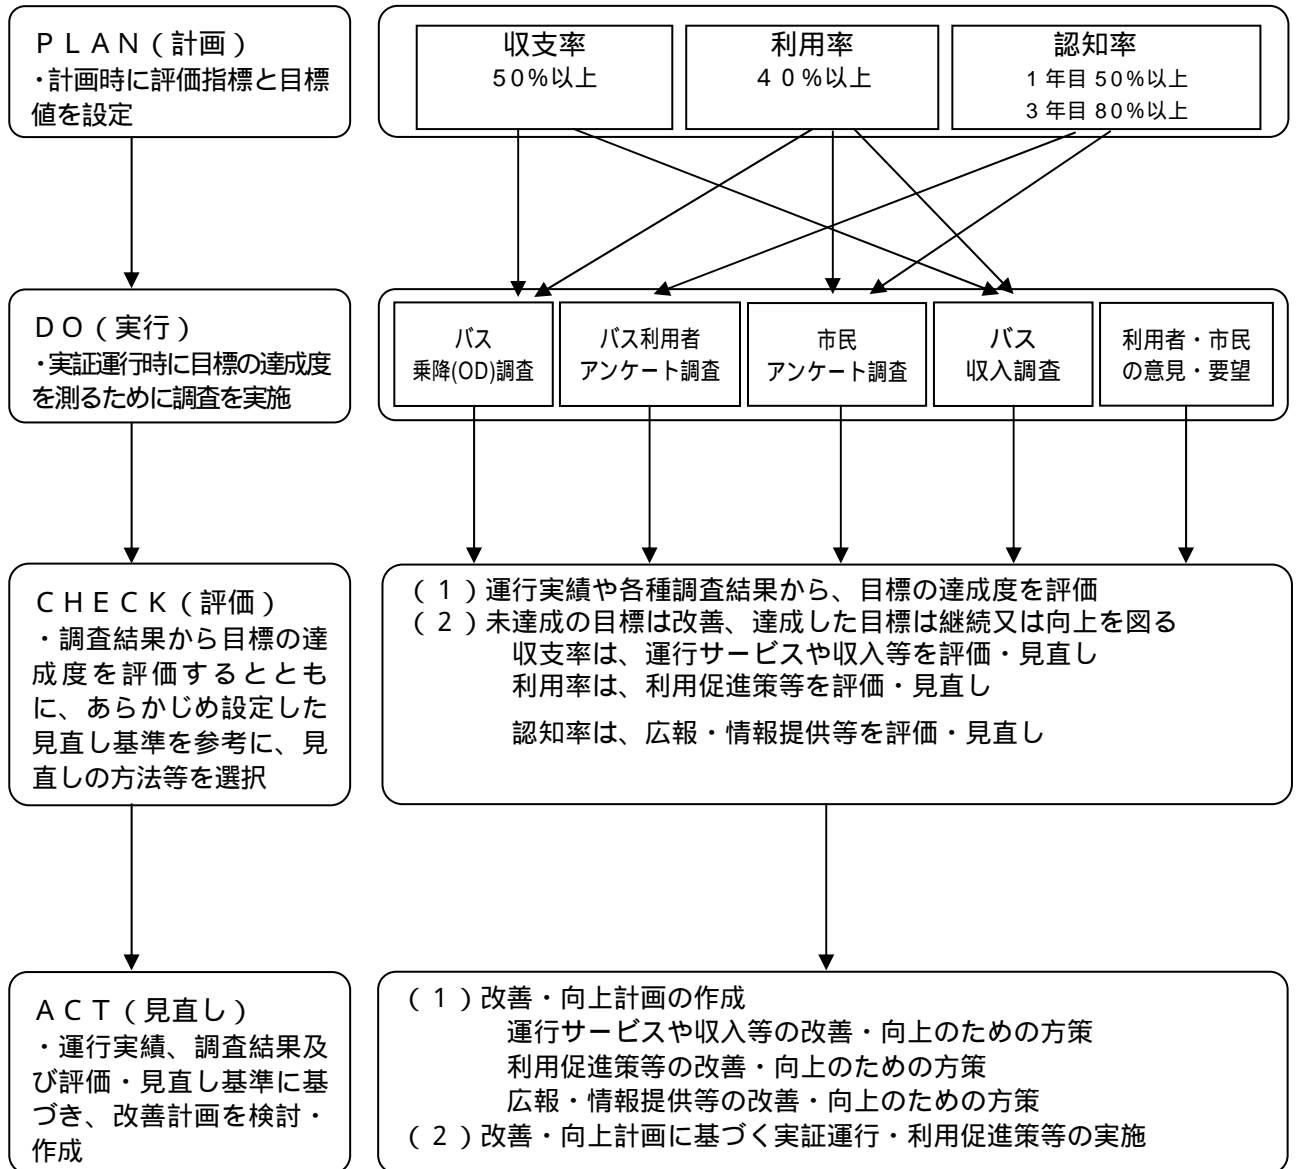 ＰＬＡＮ（計画）
・計画時に評価指標と目標
値を設定
収支率
50％以上
利用率
４０％以上
認知率
1年目50％以上
3年目80％以上
ＤＯ（実行）
・実証運行時に目標の達成度
を測るために調査を実施
バス
乗降(OD)調査
バス利用者
アンケート調査
市民
アンケート調査
バス
収入調査
利用者・市民
の意見・要望
ＣＨＥＣＫ（評価）
・調査結果から目標の達
成度を評価するととも
に、あらかじめ設定した
見直し基準を参考に、見
直しの方法等を選択
（１）運行実績や各種調査結果から、目標の達成度を評価
（２）未達成の目標は改善、達成した目標は継続又は向上を図る
収支率は、運行サービスや収入等を評価・見直し
利用率は、利用促進策等を評価・見直し
認知率は、広報・情報提供等を評価・見直し
ＡＣＴ（見直し）
・運行実績、調査結果及
び評価・見直し基準に基
づき、改善計画を検討・
作成
（１）改善・向上計画の作成
運行サービスや収入等の改善・向上のための方策
利用促進策等の改善・向上のための方策
広報・情報提供等の改善・向上のための方策
（２）改善・向上計画に基づく実証運行・利用促進策等の実施